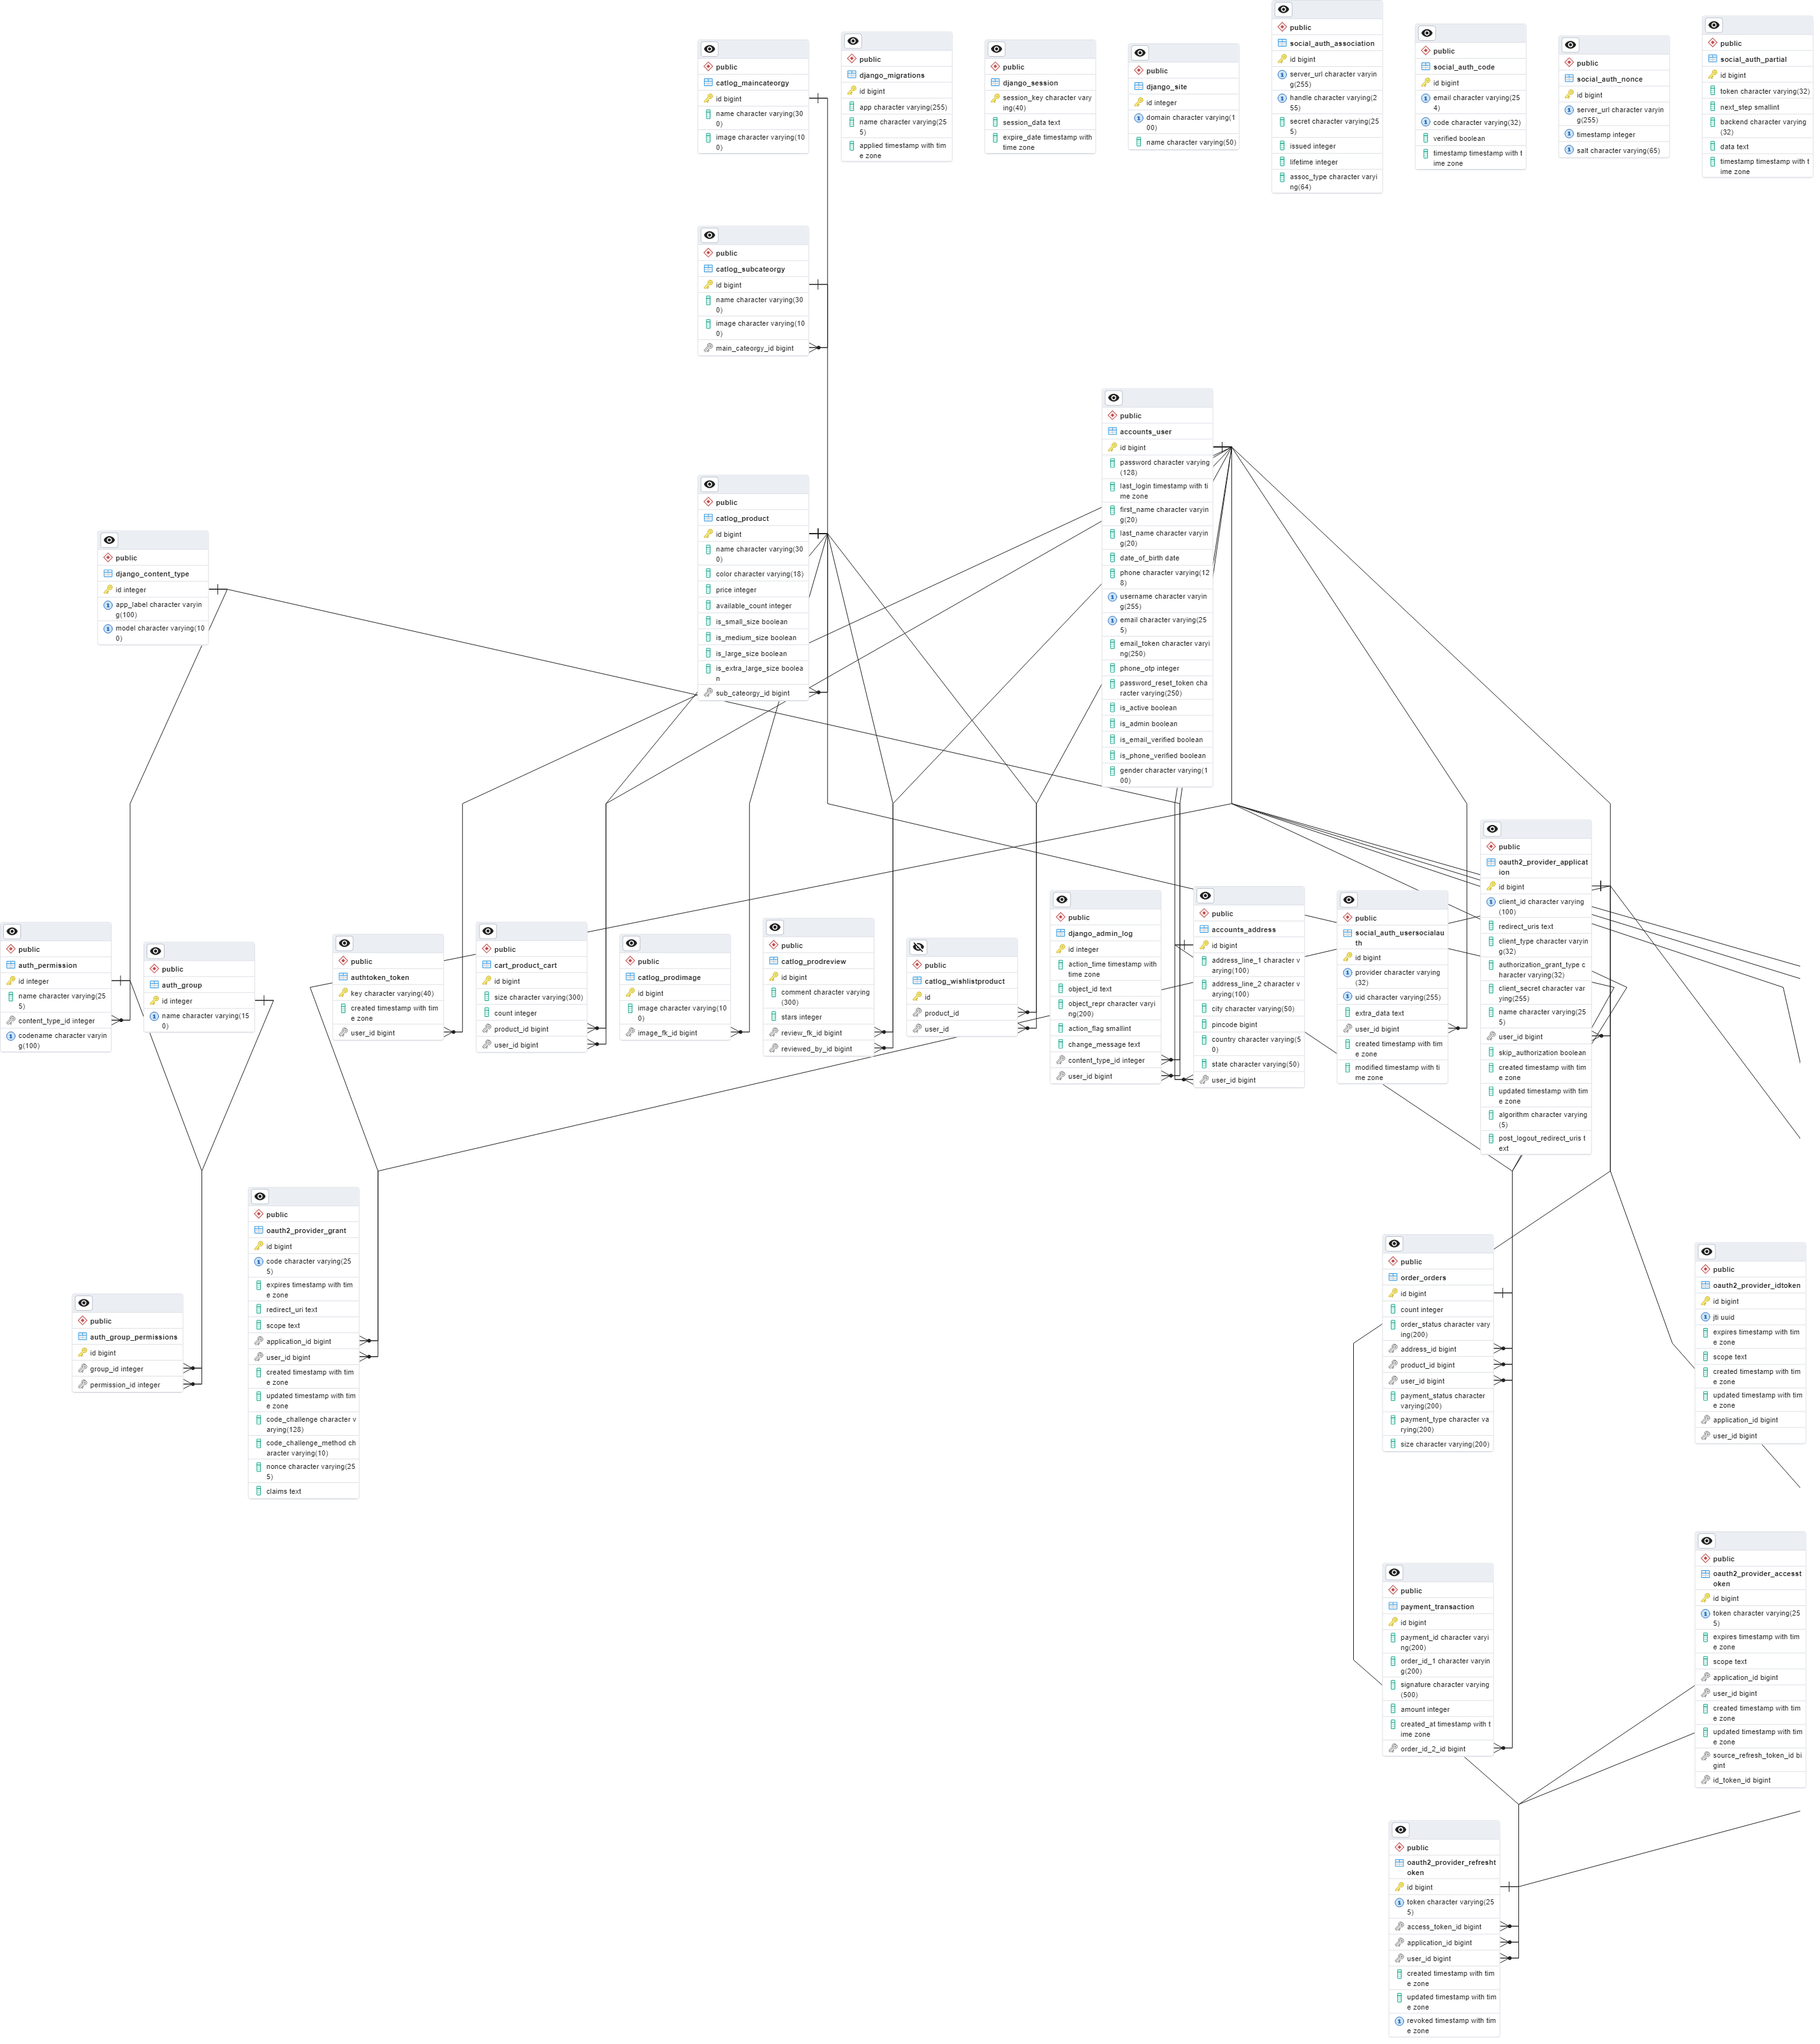 public
catlog_maincateorgy
id bigint
name character varying(30
0)
image character varying(10
0)
public
django_migrations
id bigint
app character varying(255)
name character varying(25
5)
applied timestamp with tim
e zone
public
django_session
session_key character var
ying(40)
session_data text
expire_date timestamp with
time zone
public
django_site
id integer
domain character varying(1
00)
name character varying(50)
public
social_auth_association
id bigint
server_url character varyin
g(255)
handle character varying(2
55)
secret character varying(25
5)
issued integer
lifetime integer
assoc_type character varyi
ng(64)
public
social_auth_code
id bigint
email character varying(25
4)
code character varying(32)
verified boolean
timestamp timestamp with t
ime zone
public
social_auth_nonce
id bigint
server_url character varyin
g(255)
timestamp integer
salt character varying(65)
public
social_auth_partial
id bigint
token character varying(32)
next_step smallint
backend character varying
(32)
data text
timestamp timestamp with t
ime zone
public
catlog_subcateorgy
id bigint
name character varying(30
0)
image character varying(10
0)
main_cateorgy_id bigint
public
accounts_user
id bigint
password character varying
(128)
last_login timestamp with ti
me zone
first_name character varyin
g(20)
last_name character varyin
g(20)
date_of_birth date
phone character varying(12
8)
username character varyin
g(255)
email character varying(25
5)
email_token character varyi
ng(250)
phone_otp integer
password_reset_token cha
racter varying(250)
is_active boolean
is_admin boolean
is_email_verified boolean
is_phone_verified boolean
gender character varying(1
00)
public
catlog_product
id bigint
name character varying(30
0)
color character varying(18)
price integer
available_count integer
is_small_size boolean
is_medium_size boolean
is_large_size boolean
is_extra_large_size boolea
n
sub_cateorgy_id bigint
public
django_content_type
id integer
app_label character varyin
g(100)
model character varying(10
0)
public
auth_permission
id integer
name character varying(25
5)
content_type_id integer
codename character varyin
g(100)
public
auth_group
id integer
name character varying(15
0)
public
authtoken_token
key character varying(40)
created timestamp with tim
e zone
user_id bigint
public
cart_product_cart
id bigint
size character varying(300)
count integer
product_id bigint
user_id bigint
public
catlog_prodimage
id bigint
image character varying(10
0)
image_fk_id bigint
public
catlog_prodreview
id bigint
comment character varying
(300)
stars integer
review_fk_id bigint
reviewed_by_id bigint
public
catlog_wishlistproduct
id
product_id
user_id
public
django_admin_log
id integer
action_time timestamp with
time zone
object_id text
object_repr character varyi
ng(200)
action_flag smallint
change_message text
content_type_id integer
user_id bigint
public
accounts_address
id bigint
address_line_1 character v
arying(100)
address_line_2 character v
arying(100)
city character varying(50)
pincode bigint
country character varying(5
0)
state character varying(50)
user_id bigint
public
social_auth_usersocialau
th
id bigint
provider character varying
(32)
uid character varying(255)
extra_data text
user_id bigint
created timestamp with tim
e zone
modified timestamp with ti
me zone
public
oauth2_provider_applicat
ion
id bigint
client_id character varying
(100)
redirect_uris text
client_type character varyin
g(32)
authorization_grant_type c
haracter varying(32)
client_secret character var
ying(255)
name character varying(25
5)
user_id bigint
skip_authorization boolean
created timestamp with tim
e zone
updated timestamp with tim
e zone
algorithm character varying
(5)
post_logout_redirect_uris t
ext
public
oauth2_provider_grant
id bigint
code character varying(25
5)
expires timestamp with tim
e zone
redirect_uri text
scope text
application_id bigint
user_id bigint
created timestamp with tim
e zone
updated timestamp with tim
e zone
code_challenge character v
arying(128)
code_challenge_method ch
aracter varying(10)
nonce character varying(25
5)
claims text
public
auth_group_permissions
id bigint
group_id integer
permission_id integer
public
order_orders
id bigint
count integer
order_status character vary
ing(200)
address_id bigint
product_id bigint
user_id bigint
payment_status character
varying(200)
payment_type character va
rying(200)
size character varying(200)
public
oauth2_provider_idtoken
id bigint
jti uuid
expires timestamp with tim
e zone
scope text
created timestamp with tim
e zone
updated timestamp with tim
e zone
application_id bigint
user_id bigint
public
payment_transaction
id bigint
payment_id character varyi
ng(200)
order_id_1 character varyin
g(200)
signature character varying
(500)
amount integer
created_at timestamp with t
ime zone
order_id_2_id bigint
public
oauth2_provider_accesst
oken
id bigint
token character varying(25
5)
expires timestamp with tim
e zone
scope text
application_id bigint
user_id bigint
created timestamp with tim
e zone
updated timestamp with tim
e zone
source_refresh_token_id bi
gint
id_token_id bigint
public
oauth2_provider_refresht
oken
id bigint
token character varying(25
5)
access_token_id bigint
application_id bigint
user_id bigint
created timestamp with tim
e zone
updated timestamp with tim
e zone
revoked timestamp with tim
e zone